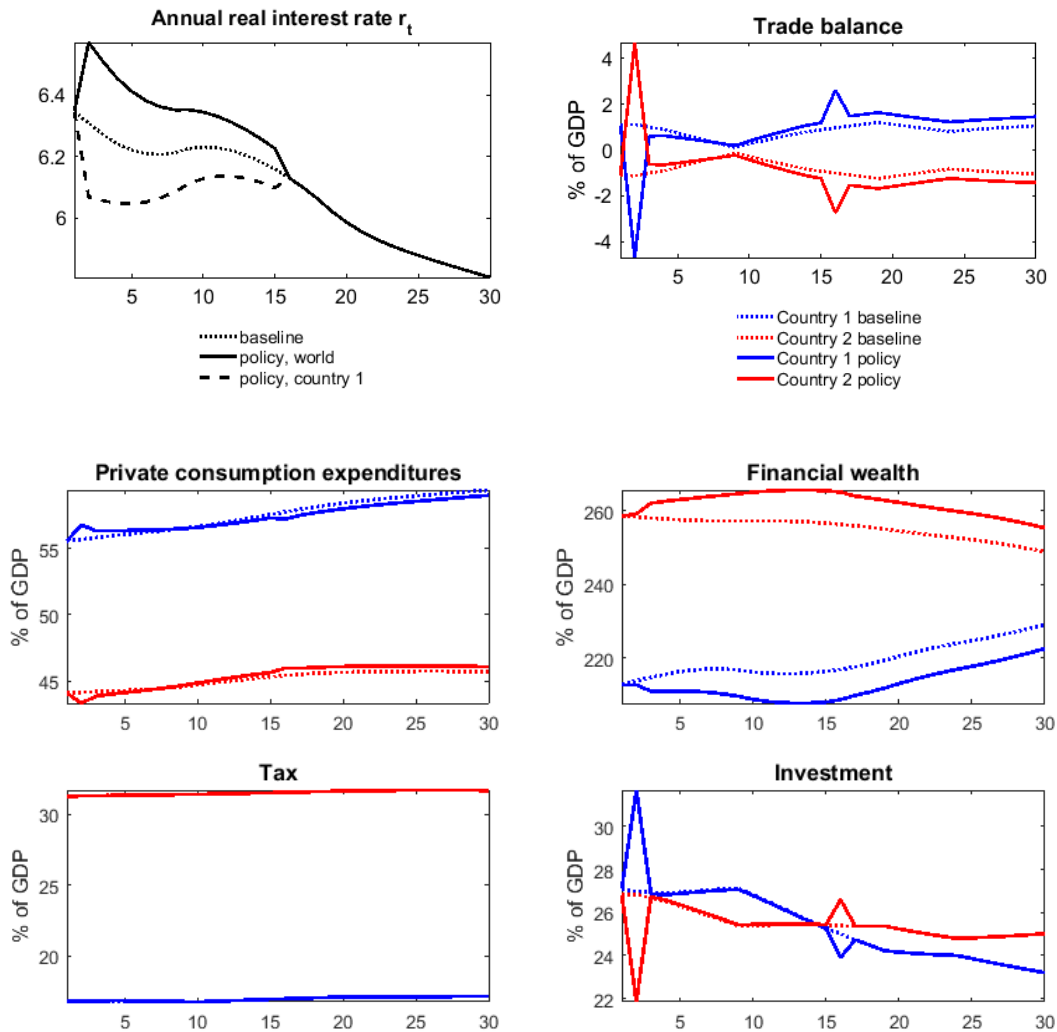 Annual real interest rate r_t
6.4
6.2
6
5 10 15 20 25 30
baseline
policy, world
policy, country 1
Trade balance
% of GDP
4
2
0
-2
-4
5 10 15 20 25 30
Country 1 baseline
Country 2 baseline
Country 1 policy
Country 2 policy
Private consumption expenditures
% of GDP
55
50
45
5 10 15 20 25 30
Financial wealth
% of GDP
260
240
220
5 10 15 20 25 30
Tax
% of GDP
30
25
20
5 10 15 20 25 30
Investment
% of GDP
30
28
26
24
22
5 10 15 20 25 30